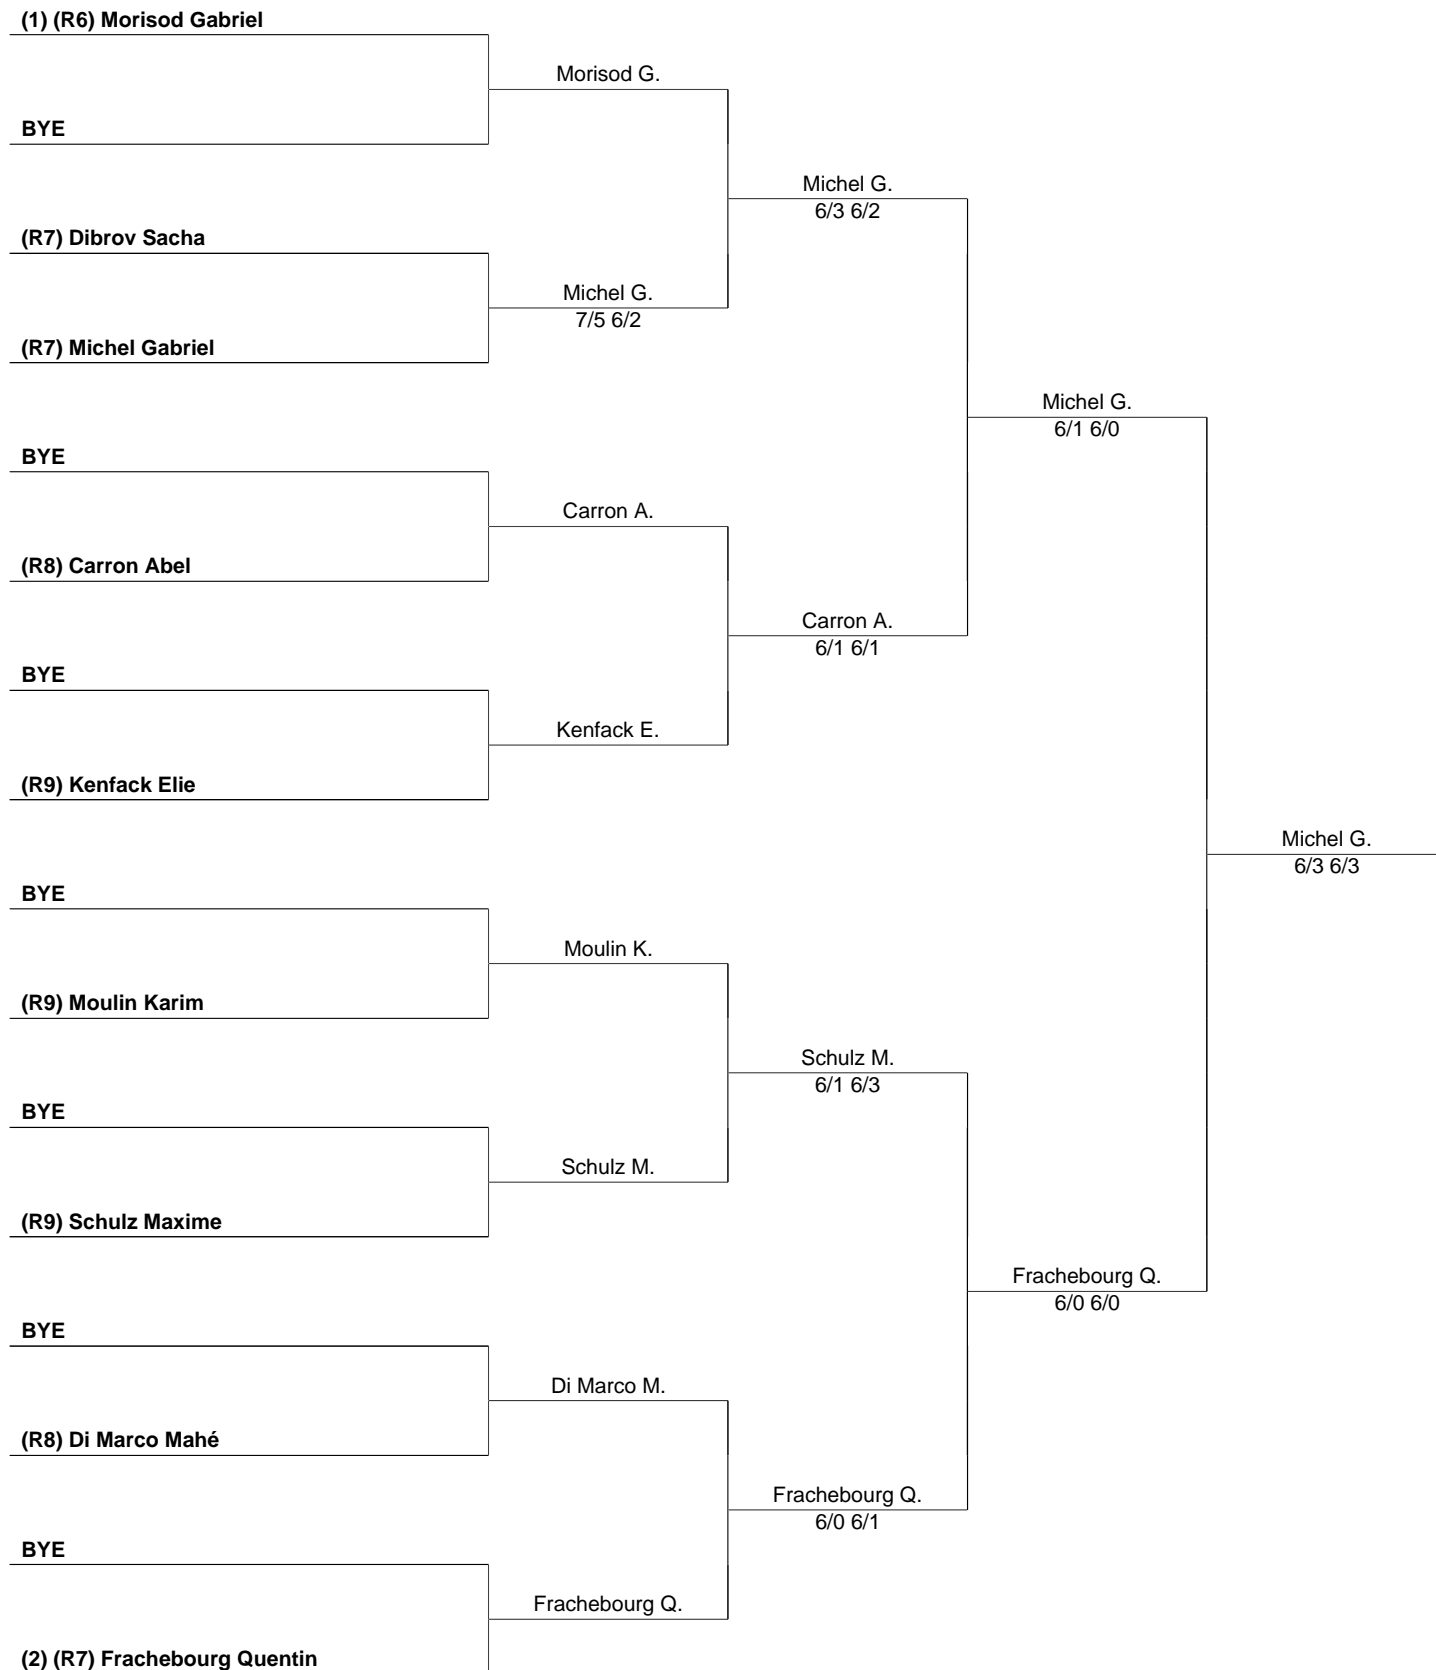 (1) (R6) Morisod Gabriel
Morisod G.
BYE
Michel G.
6/3 6/2
(R7) Dibrov Sacha
Michel G.
7/5 6/2
(R7) Michel Gabriel
Michel G.
6/1 6/0
BYE
Carron A.
(R8) Carron Abel
Carron A.
6/1 6/1
BYE
Kenfack E.
(R9) Kenfack Elie
Michel G.
6/3 6/3
BYE
Moulin K.
(R9) Moulin Karim
Schulz M.
6/1 6/3
BYE
Schulz M.
(R9) Schulz Maxime
Frachebourg Q.
6/0 6/0
BYE
Di Marco M.
(R8) Di Marco Mahé
Frachebourg Q.
6/0 6/1
BYE
Frachebourg Q.
(2) (R7) Frachebourg Quentin